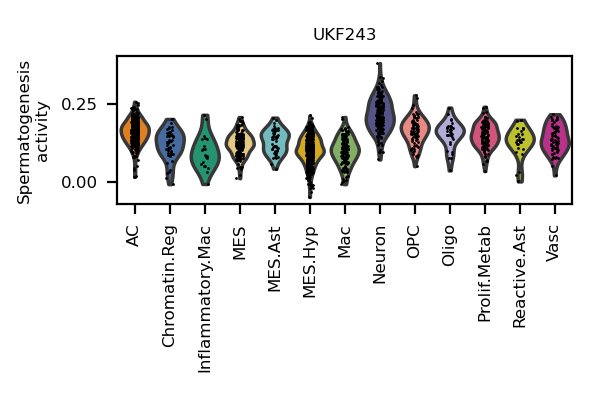 UKF243
Spermatogenesis
activity
0.25
0.00
AC
Chromatin.Reg
Inflammatory.Mac
MES
MES.Ast
MES.Hyp
Mac
Neuron
OPC
Oligo
Prolif.Metab
Reactive.Ast
Vasc